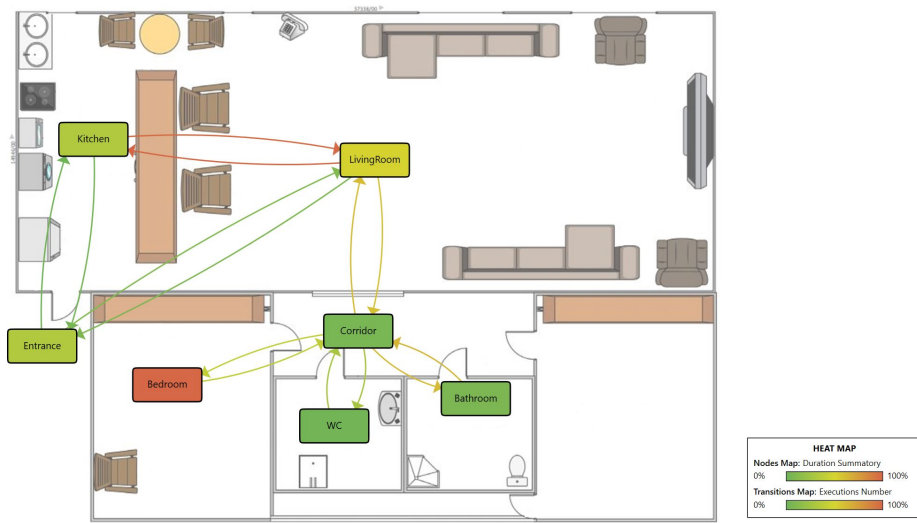 Kitchen
LivingRoom
Entrance
Corridor
Bedroom
Bathroom
WC
HEAT MAP
Nodes Map: Duration Summatory
0% 100%
Transitions Map: Executions Number
0% 100%